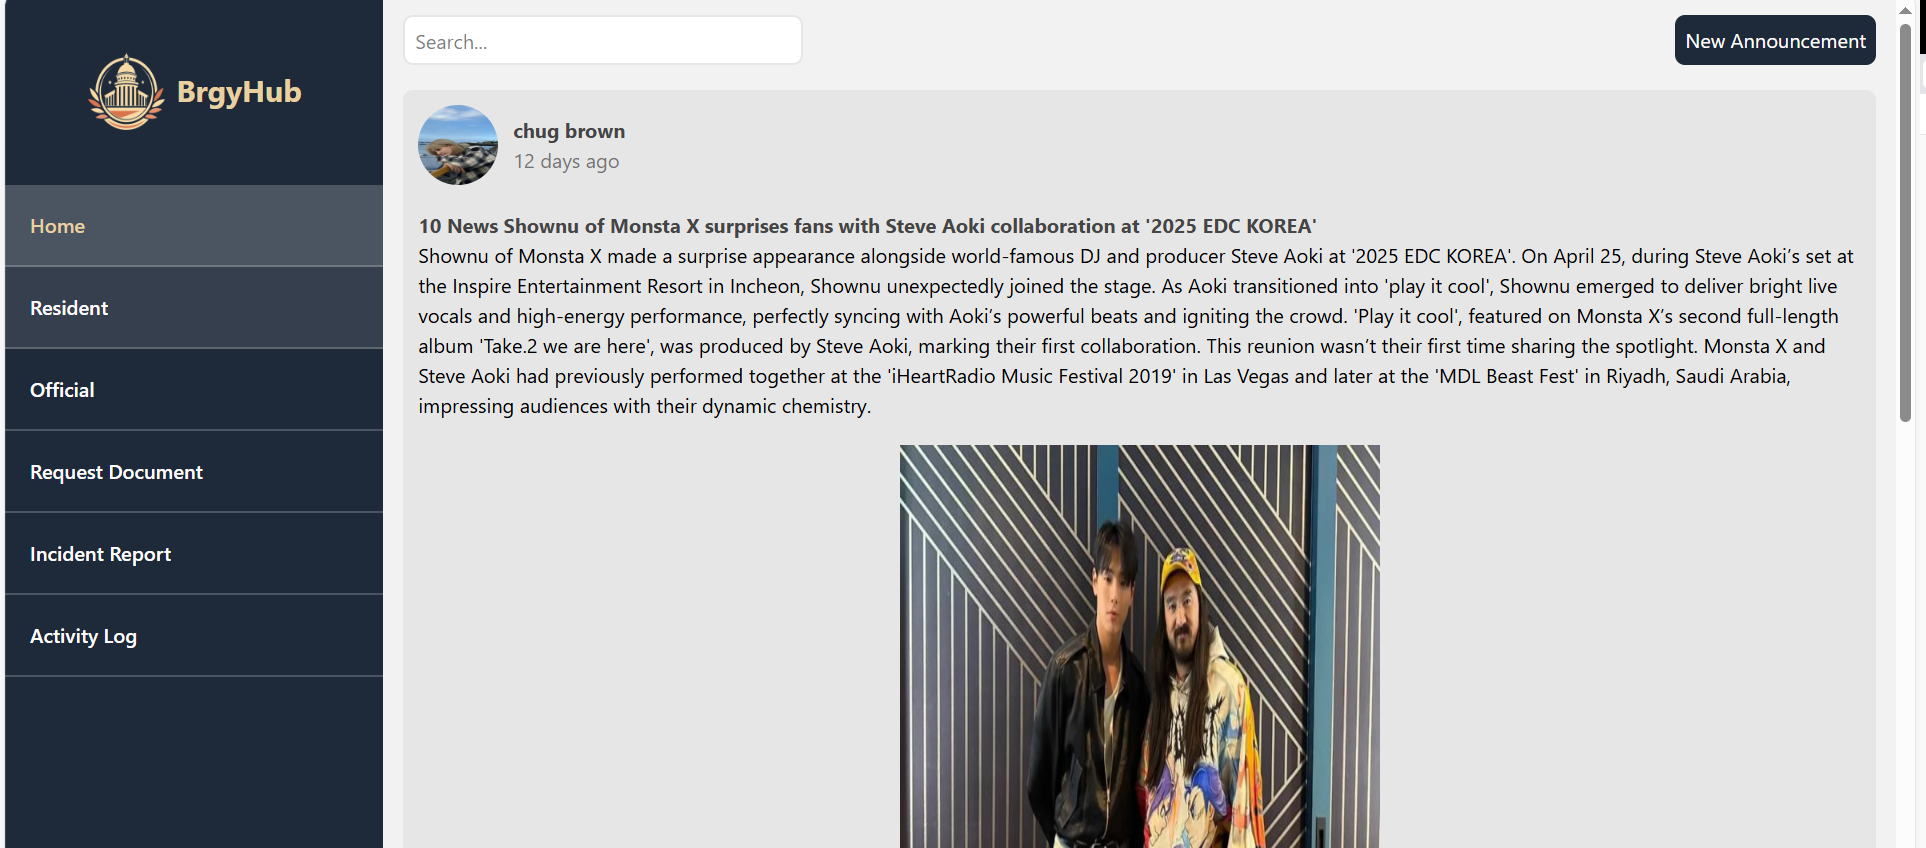 BrgyHub
Home
Resident
Official
Request Document
Incident Report
Activity Log
Search...
New Announcement
chug brown
12 days ago
10 News Shownu of Monsta X surprises fans with Steve Aoki collaboration at '2025 EDC KOREA'
Shownu of Monsta X made a surprise appearance alongside world-famous DJ and producer Steve Aoki at '2025 EDC KOREA'. On April 25, during Steve Aoki’s set at
the Inspire Entertainment Resort in Incheon, Shownu unexpectedly joined the stage. As Aoki transitioned into 'play it cool', Shownu emerged to deliver bright live
vocals and high-energy performance, perfectly syncing with Aoki’s powerful beats and igniting the crowd. 'Play it cool', featured on Monsta X’s second full-length
album 'Take.2 we are here', was produced by Steve Aoki, marking their first collaboration. This reunion wasn’t their first time sharing the spotlight. Monsta X and
Steve Aoki had previously performed together at the 'iHeartRadio Music Festival 2019' in Las Vegas and later at the 'MDL Beast Fest' in Riyadh, Saudi Arabia,
impressing audiences with their dynamic chemistry.